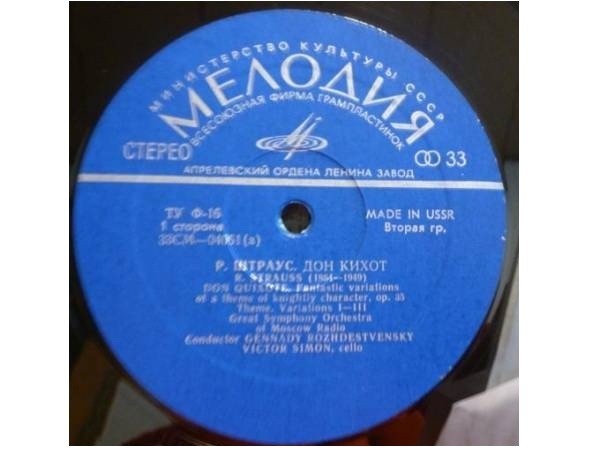 МИНИСТЕРСТВО КУЛЬТУРЫ СССР
МЕЛОДИЯ
ВСЕСОЮЗНАЯ ФИРМА ГРАМПЛАСТИНОК
СТЕРЕО
33
АПРЕЛЕВСКИЙ ОРДЕНА ЛЕНИНА ЗАВОД
ТУ Ф-16
MADE IN USSR
1 сторона
Вторая гр.
Р. ШТРАУС. ДОН КИХОТ
R. STRAUSS (1864—1949)
DON QUIXOTE. Fantastic variations
of a theme of knightly character, op. 35
Theme. Variations I—III
Great Symphony Orchestra
of Moscow Radio
Conductor GENNADY ROZHDESTVENSKY
VICTOR SIMON, cello